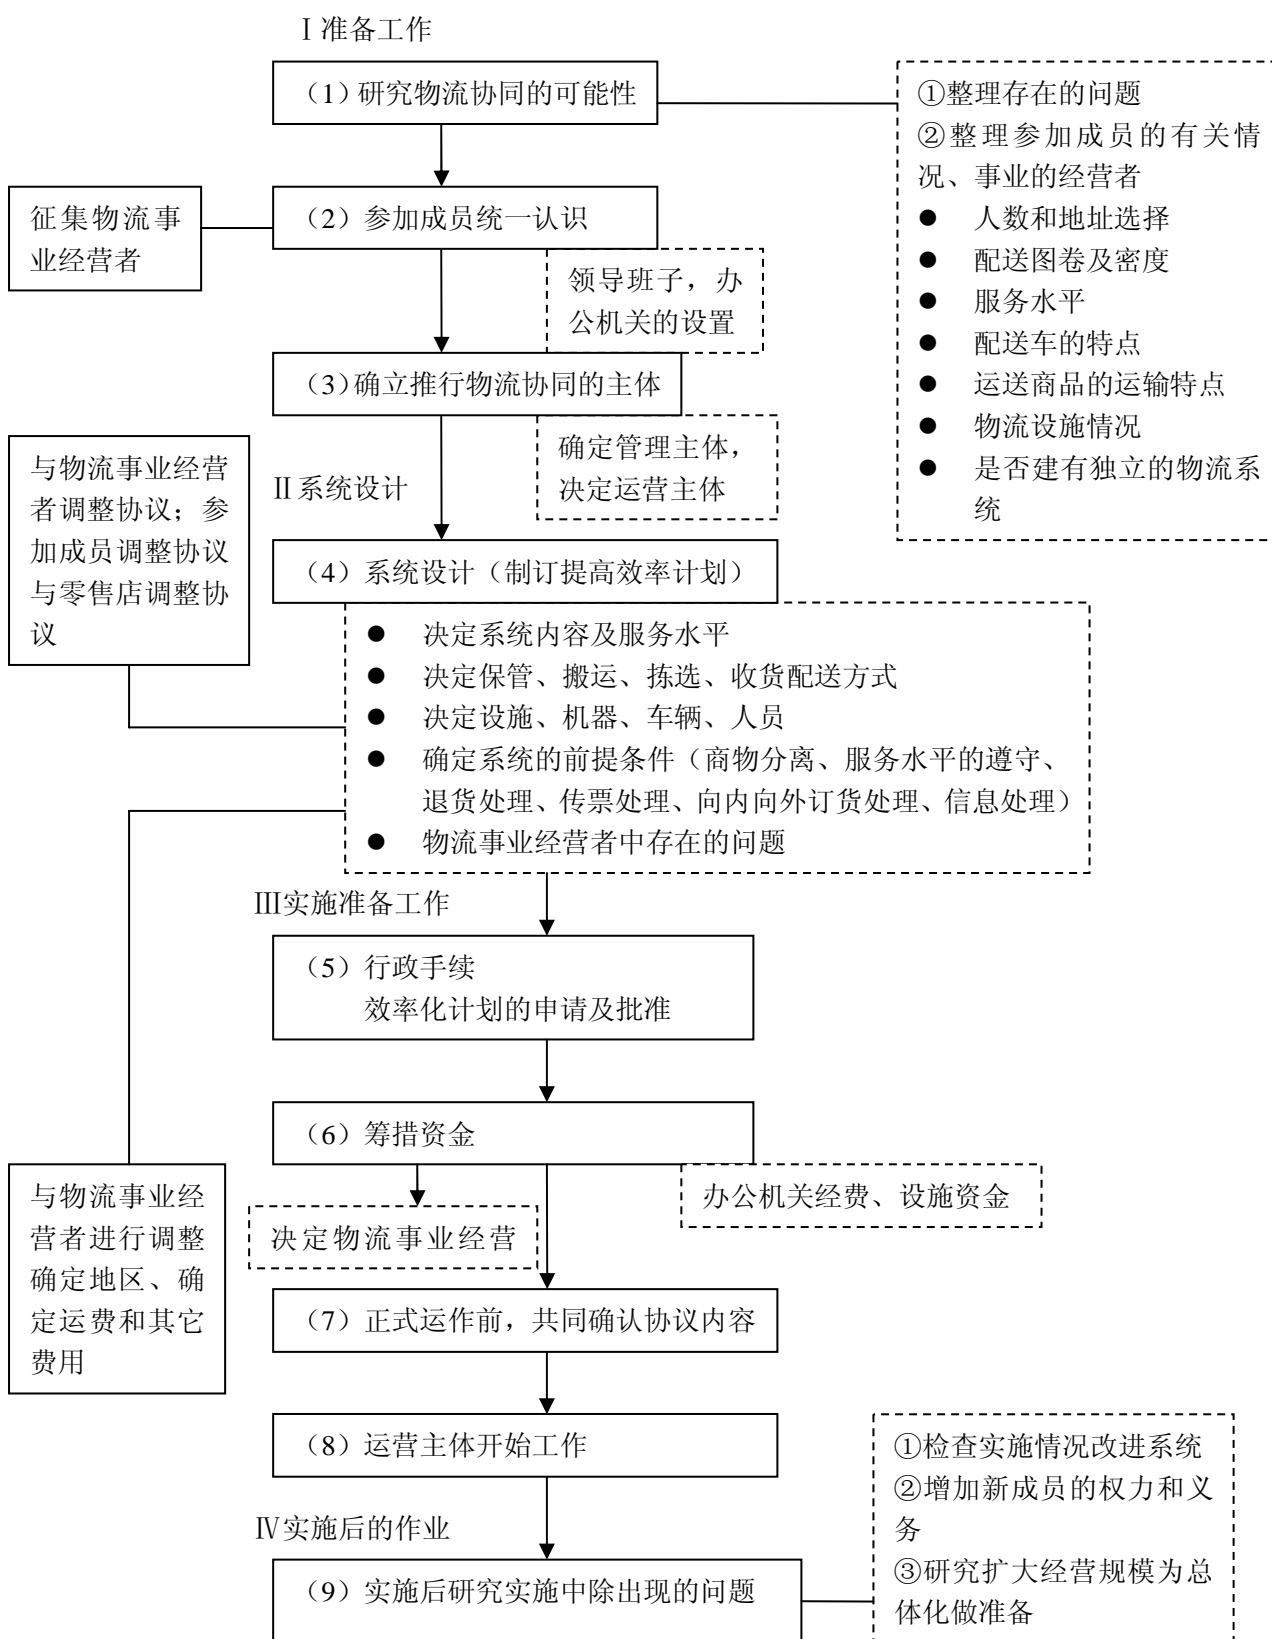 Ⅰ准备工作
（1）研究物流协同的可能性
①整理存在的问题
②整理参加成员的有关情
况、事业的经营者
● 人数和地址选择
● 配送图卷及密度
● 服务水平
● 配送车的特点
● 运送商品的运输特点
● 物流设施情况
● 是否建有独立的物流系
统
征集物流事
业经营者
（2）参加成员统一认识
领导班子，办
公机关的设置
（3）确立推行物流协同的主体
确定管理主体，
决定运营主体
Ⅱ系统设计
与物流事业经营
者调整协议；参
加成员调整协议
与零售店调整协
议
（4）系统设计（制订提高效率计划）
● 决定系统内容及服务水平
● 决定保管、搬运、拣选、收货配送方式
● 决定设施、机器、车辆、人员
● 确定系统的前提条件（商物分离、服务水平的遵守、
退货处理、传票处理、向内向外订货处理、信息处理）
● 物流事业经营者中存在的问题
Ⅲ实施准备工作
（5）行政手续
效率化计划的申请及批准
（6）筹措资金
办公机关经费、设施资金
决定物流事业经营
与物流事业经
营者进行调整
确定地区、确
定运费和其它
费用
（7）正式运作前，共同确认协议内容
（8）运营主体开始工作
Ⅳ实施后的作业
（9）实施后研究实施中除出现的问题
①检查实施情况改进系统
②增加新成员的权力和义
务
③研究扩大经营规模为总
体化做准备